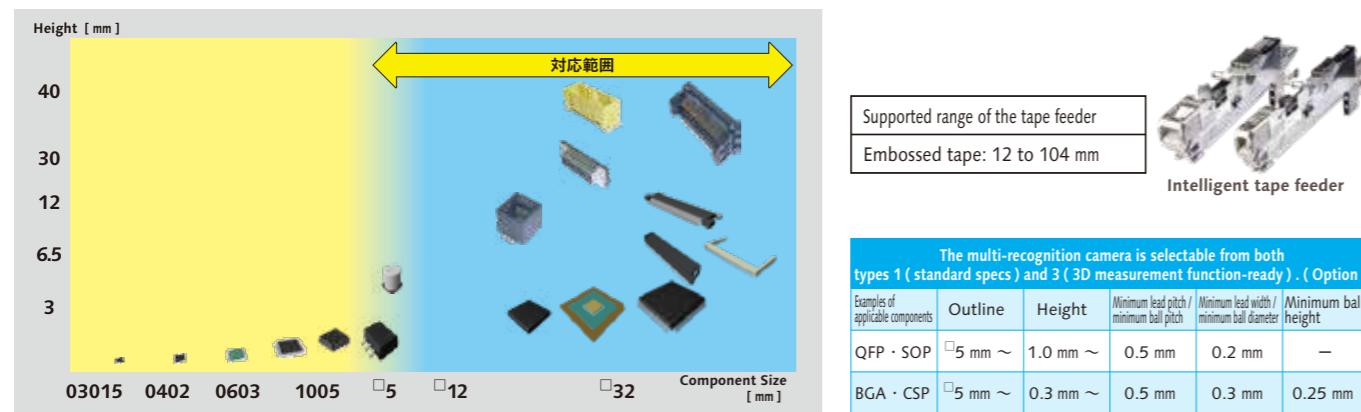 Height [ mm ]
対応範囲
40
30
12
6.5
3
03015 0402 0603 1005 □5 □12 □32 Component Size
[ mm ]
Supported range of the tape feeder
Embossed tape: 12 to 104 mm
Intelligent tape feeder
The multi-recognition camera is selectable from both
types 1 ( standard specs ) and 3 ( 3D measurement function-ready ) . ( Option
Examples of
applicable components
Outline
Height
Minimum lead pitch /
minimum ball pitch
Minimum lead width /
minimum ball diameter
Minimum bal
height
QFP・SOP □5 mm ～ 1.0 mm ～ 0.5 mm 0.2 mm −
BGA・CSP □5 mm ～ 0.3 mm ～ 0.5 mm 0.3 mm 0.25 mm